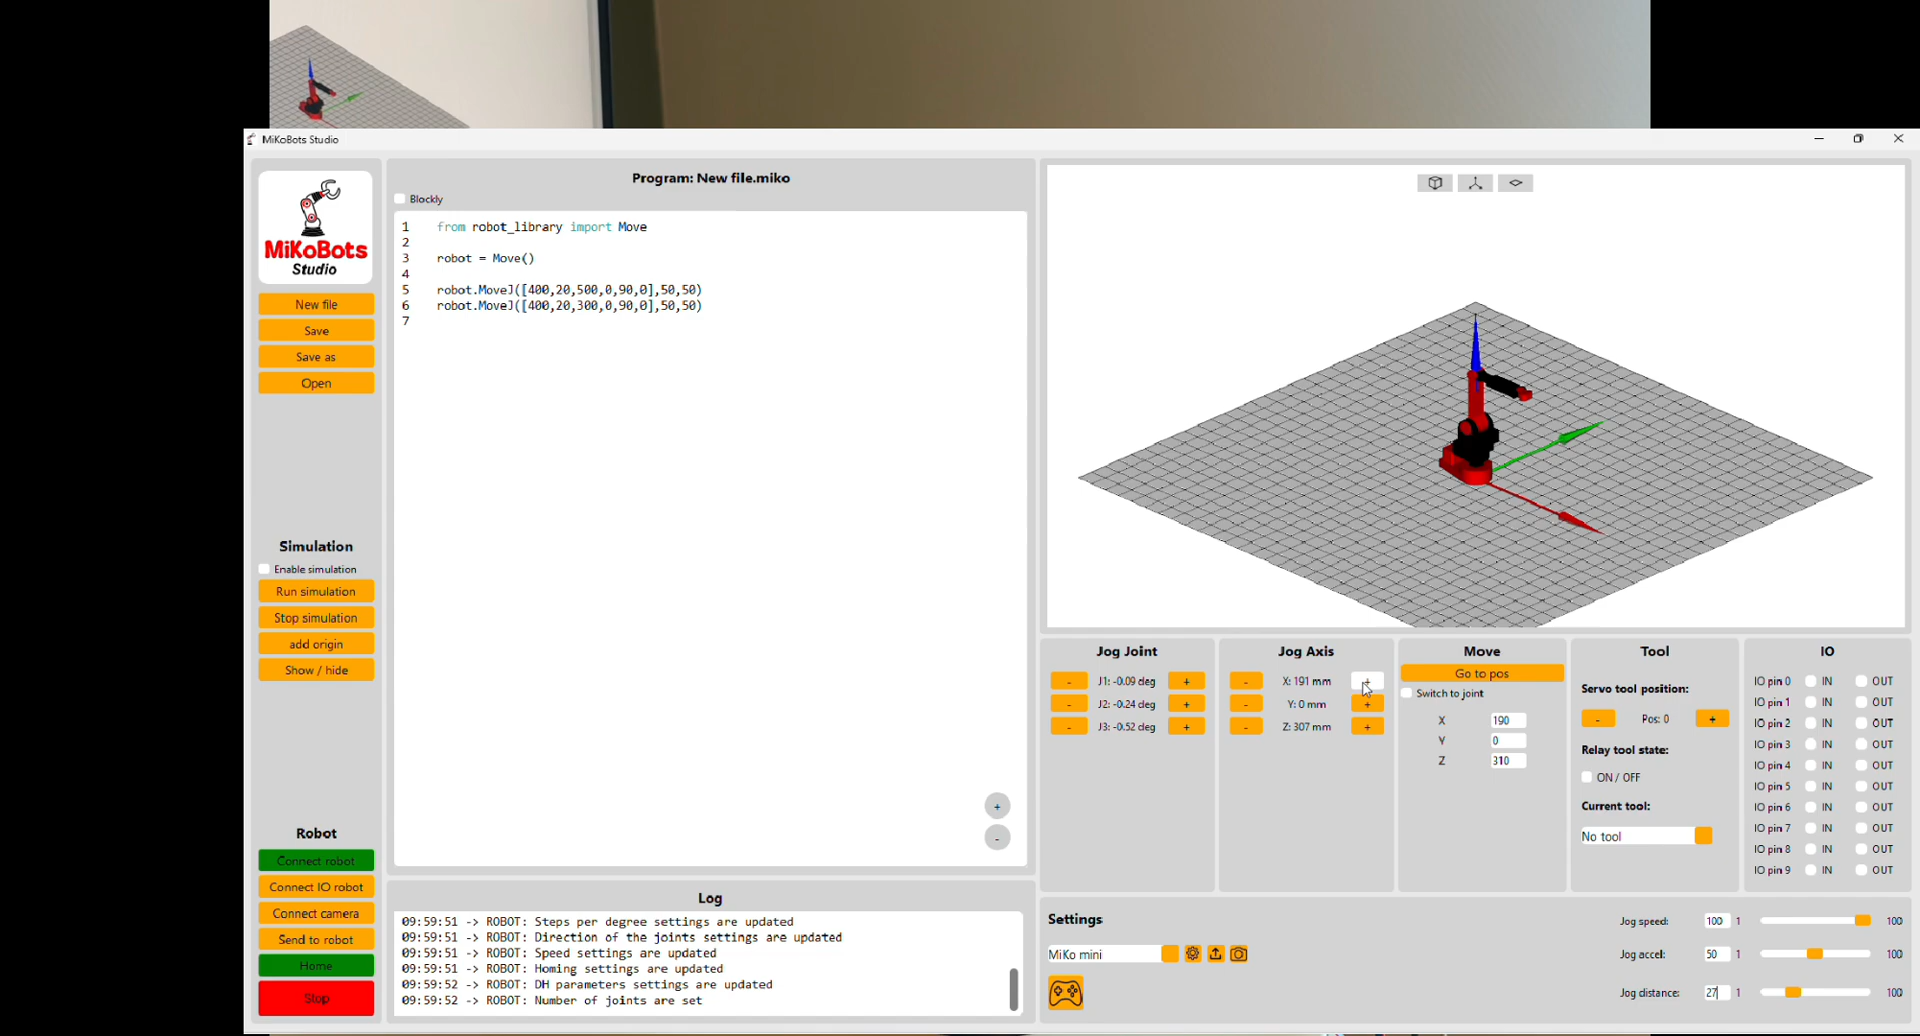 MiKoBots Studio
MiKoBots
Studio
New file
Save
Save as
Open
Simulation
Enable simulation
Run simulation
Stop simulation
add origin
Show / hide
Robot
Connect robot
Connect IO robot
Connect camera
Send to robot
Home
Stop
Program: New file.miko
Blockly
1 from robot_library import Move
2
3 robot = Move()
4
5 robot.MoveJ([400,20,500,0,90,0],50,50)
6 robot.MoveJ([400,20,300,0,90,0],50,50)
7
+
-
Log
09:59:51 -> ROBOT: Steps per degree settings are updated
09:59:51 -> ROBOT: Direction of the joints settings are updated
09:59:51 -> ROBOT: Speed settings are updated
09:59:51 -> ROBOT: Homing settings are updated
09:59:52 -> ROBOT: DH parameters settings are updated
09:59:52 -> ROBOT: Number of joints are set
Jog Joint
- J1: -0.09 deg +
- J2: -0.24 deg +
- J3: -0.52 deg +
Jog Axis
- X: 191 mm +
- Y: 0 mm +
- Z: 307 mm +
Move
Go to pos
Switch to joint
X 190
Y 0
Z 310
Tool
Servo tool position:
- Pos: 0 +
Relay tool state:
ON / OFF
Current tool:
No tool
IO
IO pin 0 IN OUT
IO pin 1 IN OUT
IO pin 2 IN OUT
IO pin 3 IN OUT
IO pin 4 IN OUT
IO pin 5 IN OUT
IO pin 6 IN OUT
IO pin 7 IN OUT
IO pin 8 IN OUT
IO pin 9 IN OUT
Settings
MiKo mini
Jog speed: 100 1 100
Jog accel: 50 1 100
Jog distance: 27 1 100